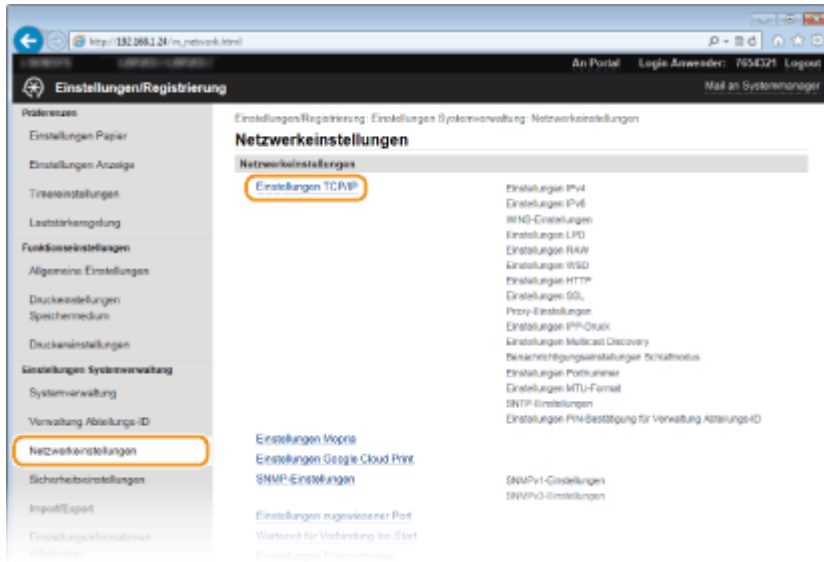 http://192.168.1.24/m_network.html
An Portal Login Anwender: 7654321 Logout
Einstellungen/Registrierung
Mail an Systemmanager
Präferenzen
Einstellungen Papier
Einstellungen Anzeige
Timereinstellungen
Lautstärkeregelung
Funktionseinstellungen
Allgemeine Einstellungen
Druckeinstellungen
Speichermedium
Druckereinstellungen
Einstellungen Systemverwaltung
Systemverwaltung
Verwaltung Abteilungs-ID
Netzwerkeinstellungen
Sicherheitseinstellungen
Import/Export
Einstellungsinformationen
Einstellungen/Registrierung: Einstellungen Systemverwaltung: Netzwerkeinstellungen
Netzwerkeinstellungen
Netzwerkeinstellungen
Einstellungen TCP/IP
Einstellungen IPv4
Einstellungen IPv6
WINS-Einstellungen
Einstellungen LPD
Einstellungen RAW
Einstellungen WSD
Einstellungen HTTP
Einstellungen SSL
Proxy-Einstellungen
Einstellungen IPP-Druck
Einstellungen Multicast Discovery
Benachrichtigungseinstellungen Schlafmodus
Einstellungen Portnummer
Einstellungen MTU-Format
SNTP-Einstellungen
Einstellungen PIN-Bestätigung für Verwaltung Abteilungs-ID
Einstellungen Mopria
Einstellungen Google Cloud Print
SNMP-Einstellungen
SNMPv1-Einstellungen
SNMPv3-Einstellungen
Einstellungen zugewiesener Port
Wartezeit für Verbindung bei Start